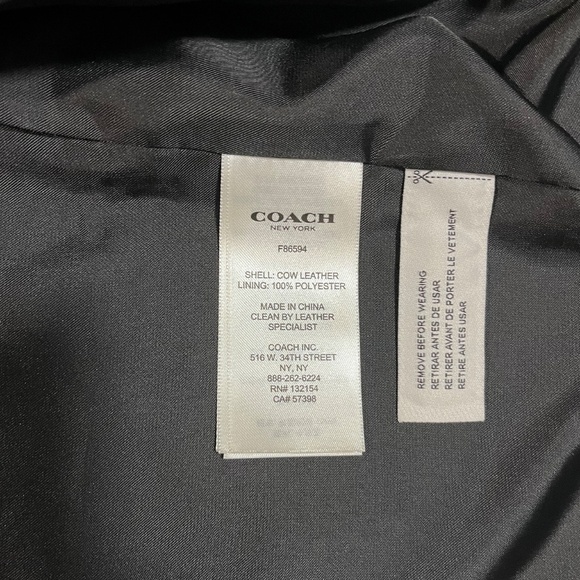 COACH
NEW YORK
F86594
SHELL: COW LEATHER
LINING: 100% POLYESTER
MADE IN CHINA
CLEAN BY LEATHER
SPECIALIST
COACH INC.
516 W. 34TH STREET
NY, NY
888-262-6224
RN# 132154
CA# 57398
REMOVE BEFORE WEARING
RETIRAR ANTES DE USAR
RETIRER AVANT DE PORTER LE VETEMENT
RETIRE ANTES USAR